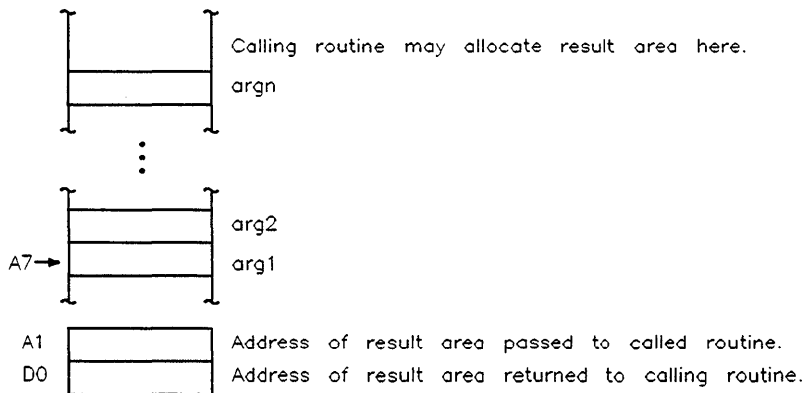 Calling routine may allocate result area here.
argn
arg2
A7 arg1
A1 Address of result area passed to called routine.
D0 Address of result area returned to calling routine.